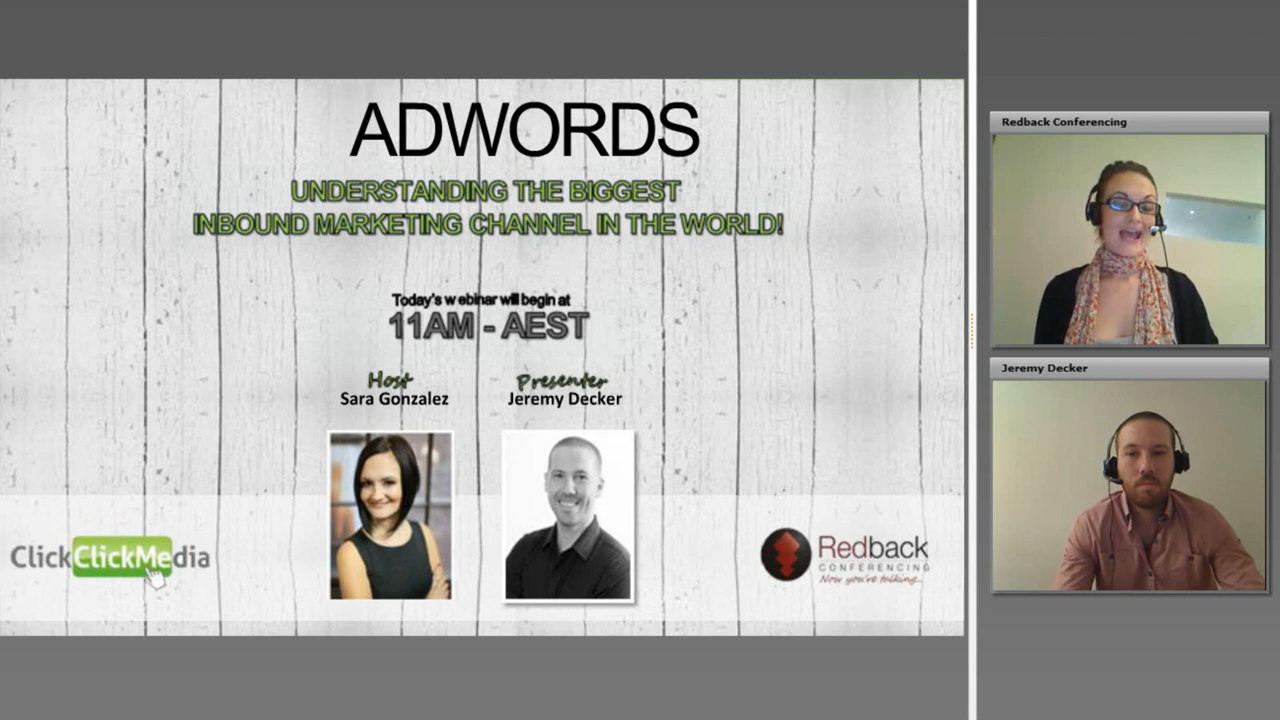 ADWORDS
UNDERSTANDING THE BIGGEST
INBOUND MARKETING CHANNEL IN THE WORLD!
Today's webinar will begin at
11AM - AEST
Host
Sara Gonzalez
Presenter
Jeremy Decker
ClickClickMedia
Redback
CONFERENCING
Now you're talking...
Redback Conferencing
Jeremy Decker